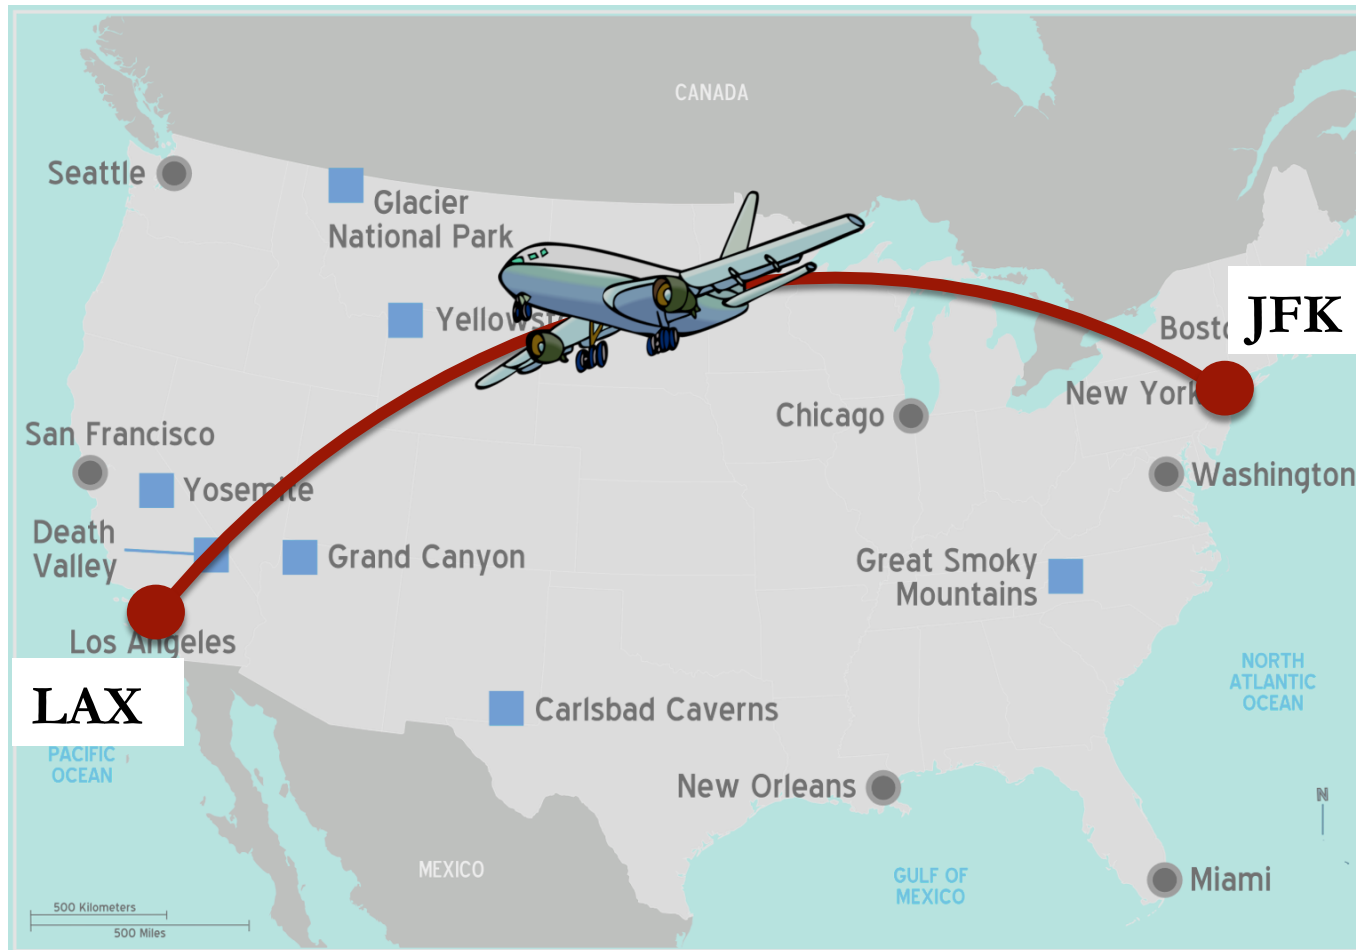 CANADA
Seattle
Glacier
National Park
Yellowst
JFK
Bosto
New York
Chicago
San Francisco
Washington
Yosemite
Death
Valley
Grand Canyon
Great Smoky
Mountains
Los Angeles
LAX
NORTH
ATLANTIC
OCEAN
Carlsbad Caverns
PACIFIC
OCEAN
New Orleans
N
MEXICO
GULF OF
MEXICO
Miami
500 Kilometers
500 Miles